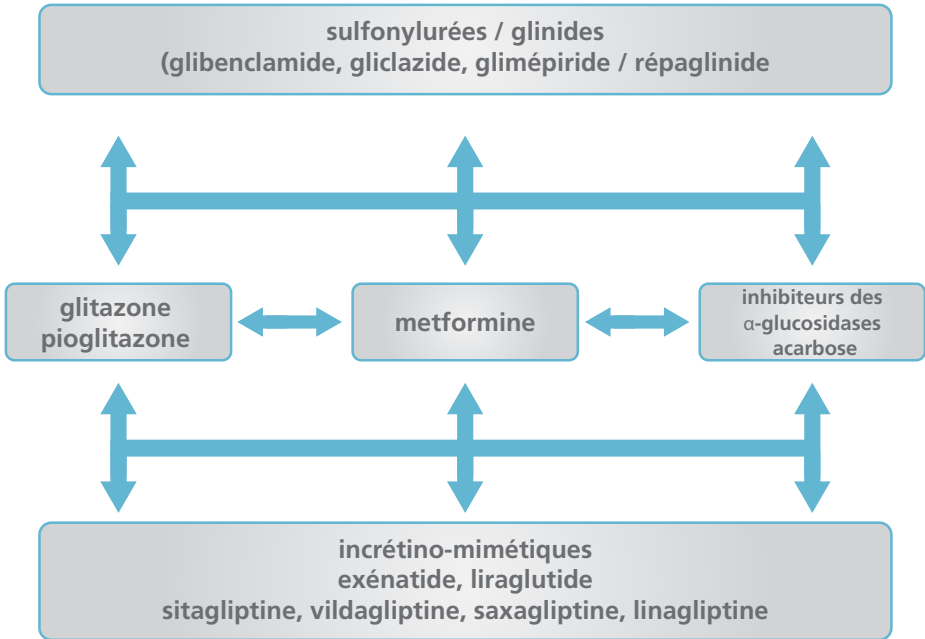 sulfonylurées / glinides
(glibenclamide, gliclazide, glimépiride / répaglinide
glitazone
pioglitazone
metformine
inhibiteurs des
α-glucosidases
acarbose
incrétino-mimétiques
exénatide, liraglutide
sitagliptine, vildagliptine, saxagliptine, linagliptine